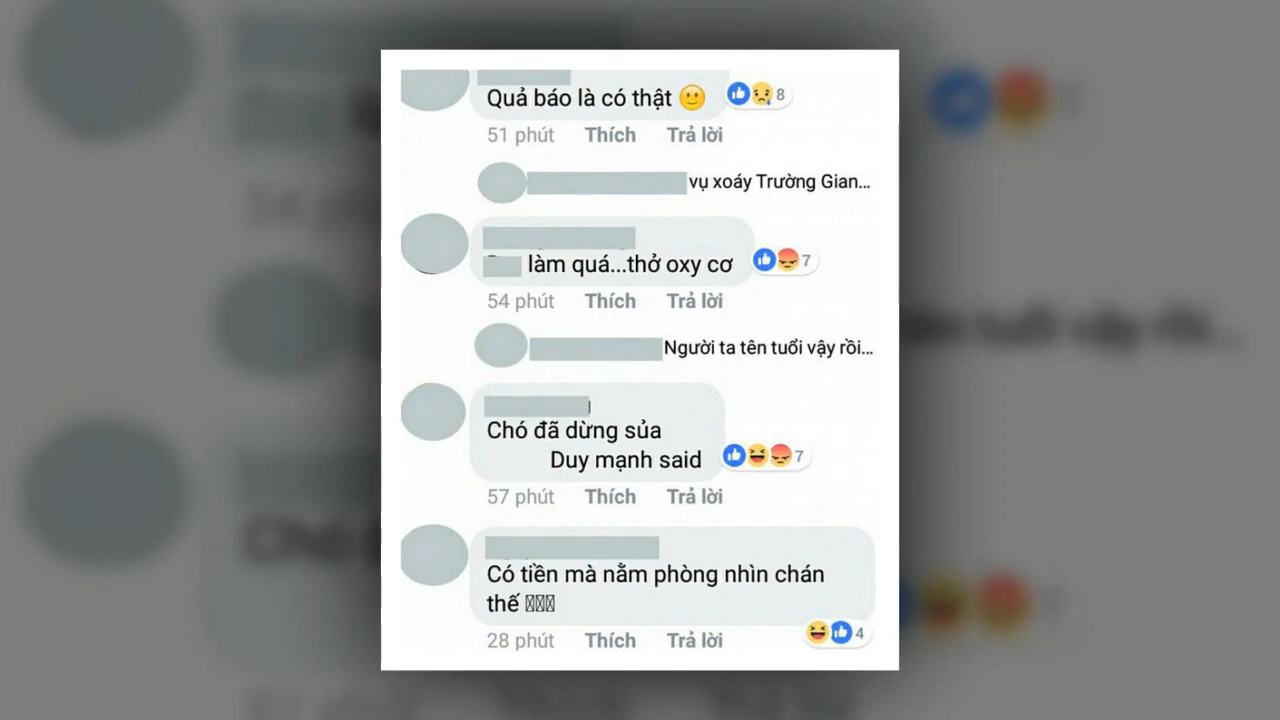 Quả báo là có thật 🙂
8
51 phút Thích Trả lời
vụ xoáy Trường Gian...
làm quá...thở oxy cơ
7
54 phút Thích Trả lời
Người ta tên tuổi vậy rồi...
Chó đã dừng sủa
Duy mạnh said
7
57 phút Thích Trả lời
Có tiền mà nằm phòng nhìn chán
thế
28 phút Thích Trả lời
4